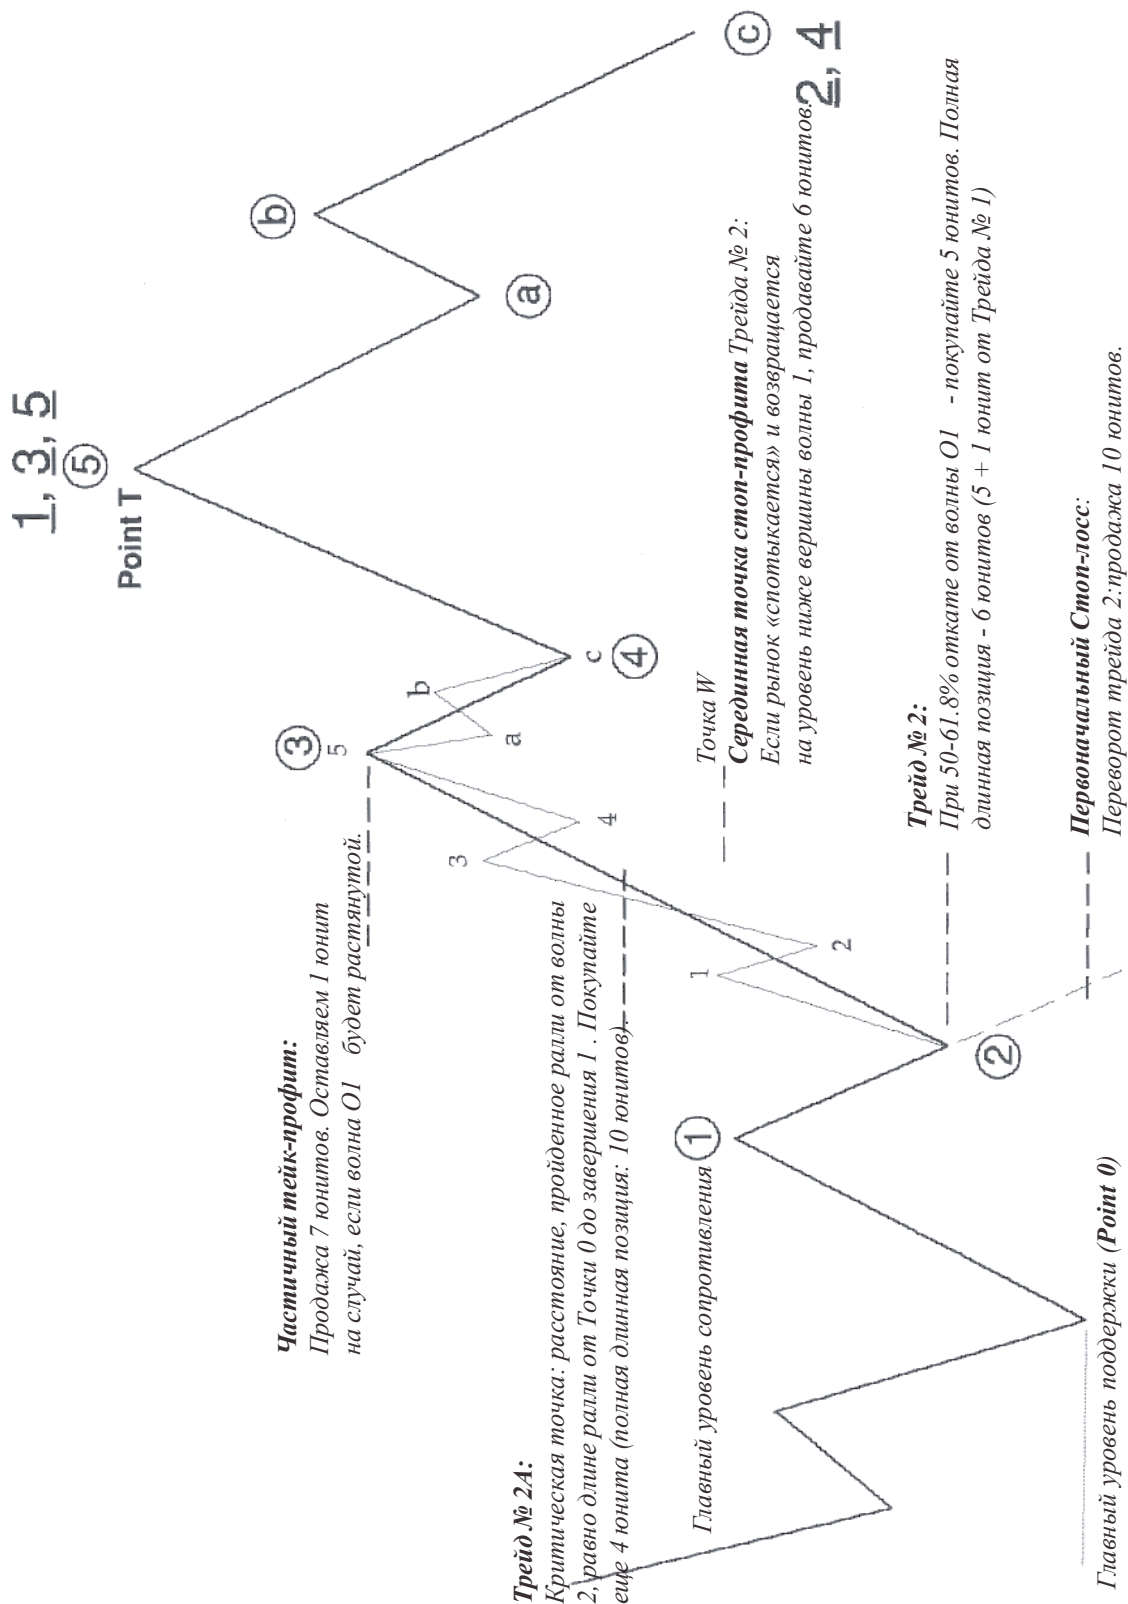 1, 3, 5
5
Point T
b
a
c
2, 4
3
5
b
a
c
4
3
4
Частичный тейк-профит:
Продажа 7 юнитов. Оставляем 1 юнит
на случай, если волна О1 будет растянутой.
Трейд № 2А:
Критическая точка: расстояние, пройденное ралли от волны
2, равно длине ралли от Точки 0 до завершения 1 . Покупайте
еще 4 юнита (полная длинная позиция: 10 юнитов).
Точка W
Серединная точка стоп-профита Трейда № 2:
Если рынок «спотыкается» и возвращается
на уровень ниже вершины волны 1, продавайте 6 юнитов.
Главный уровень сопротивления
1
1
2
2
Трейд № 2:
При 50-61.8% откате от волны О1 - покупайте 5 юнитов. Полная
длинная позиция - 6 юнитов (5 + 1 юнит от Трейда № 1)
Первоначальный Стоп-лосс:
Переворот трейда 2:продажа 10 юнитов.
Главный уровень поддержки (Point 0)